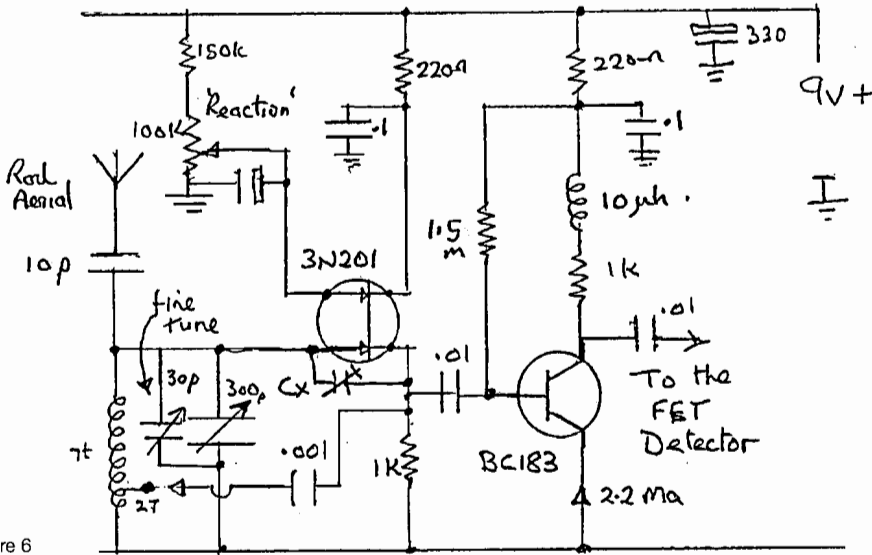 150k
'Reaction'
100k
220Ω
.1
220Ω
.1
330
9v +
Rod
Aerial
10p
fine
tune
30p
300p
Cx
3N201
1.5
m
10µh.
1k
.01
.01
To the
FET
Detector
7t
2T
.001
1K
BC183
2.2 Ma
re 6